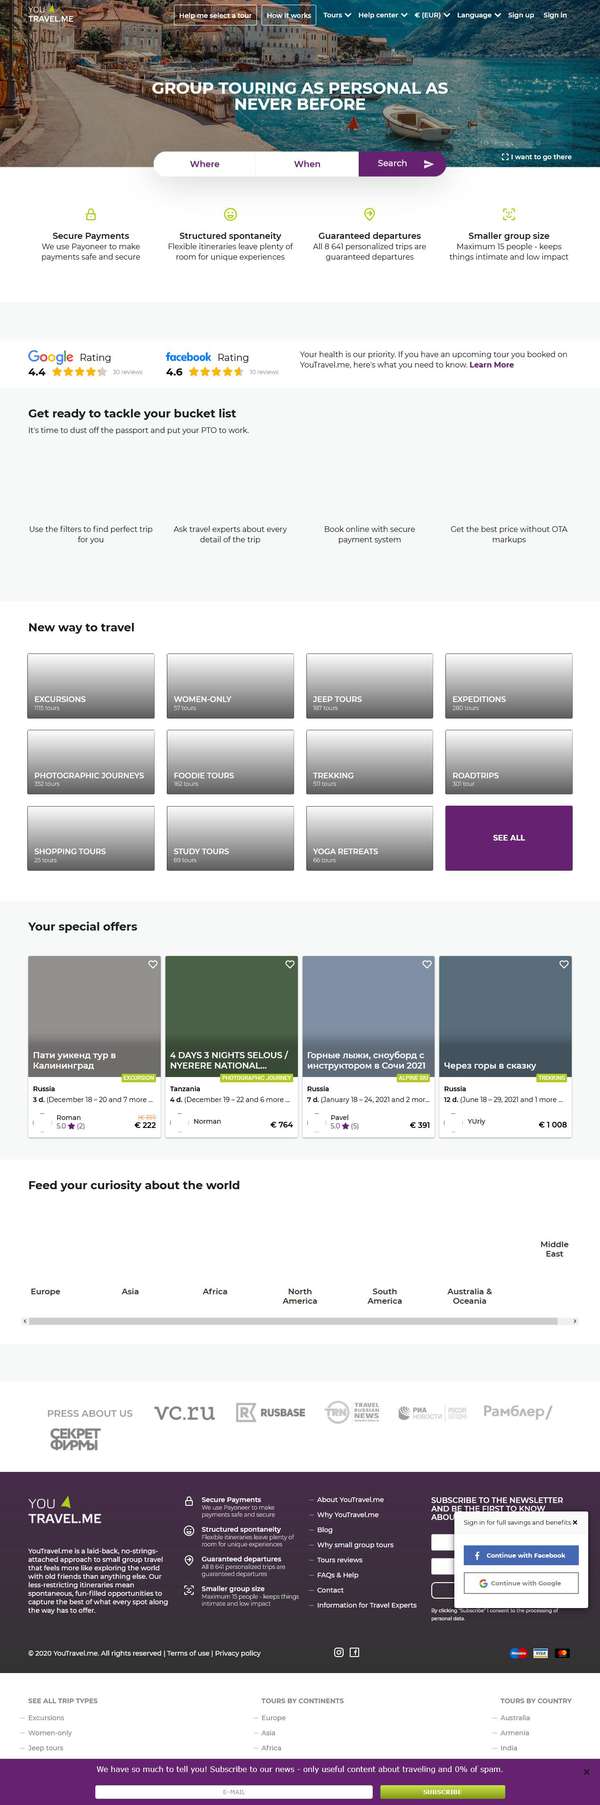 YOU
TRAVEL.ME
Help me select a tour
How it works
Tours
Help center
€ (EUR)
Language
Sign up
Sign in
GROUP TOURING AS PERSONAL AS
NEVER BEFORE
I want to go there
Where
When
Search
Secure Payments
We use Payoneer to make
payments safe and secure
Structured spontaneity
Flexible itineraries leave plenty of
room for unique experiences
Guaranteed departures
All 8 641 personalized trips are
guaranteed departures
Smaller group size
Maximum 15 people - keeps
things intimate and low impact
Google Rating
4.4 30 reviews
facebook Rating
4.6 10 reviews
Your health is our priority. If you have an upcoming tour you booked on
YouTravel.me, here's what you need to know. Learn More
Get ready to tackle your bucket list
It's time to dust off the passport and put your PTO to work.
Use the filters to find perfect trip
for you
Ask travel experts about every
detail of the trip
Book online with secure
payment system
Get the best price without OTA
markups
New way to travel
EXCURSIONS
1115 tours
WOMEN-ONLY
57 tours
JEEP TOURS
187 tours
EXPEDITIONS
280 tours
PHOTOGRAPHIC JOURNEYS
352 tours
FOODIE TOURS
162 tours
TREKKING
511 tours
ROADTRIPS
301 tour
SHOPPING TOURS
25 tours
STUDY TOURS
69 tours
YOGA RETREATS
66 tours
SEE ALL
Your special offers
Пати уикенд тур в
Калининград
EXCURSION
Russia
3 d. (December 18 – 20 and 7 more ...
Roman
5.0 (2)
€ 222
4 DAYS 3 NIGHTS SELOUS /
NYERERE NATIONAL...
PHOTOGRAPHIC JOURNEY
Tanzania
4 d. (December 19 – 22 and 6 more ...
Norman
€ 764
Горные лыжи, сноуборд с
инструктором в Сочи 2021
ALPINE SKI
Russia
7 d. (January 18 – 24, 2021 and 2 mor...
Pavel
5.0 (5)
€ 391
Через горы в сказку
TREKKING
Russia
12 d. (June 18 – 29, 2021 and 1 more ...
YUriy
€ 1 008
Feed your curiosity about the world
Europe
Asia
Africa
North
America
South
America
Australia &
Oceania
Middle
East
PRESS ABOUT US
vc.ru
RUSBASE
TRN
TRAVEL
RUSSIAN
NEWS
РИА
НОВОСТИ
Рамблер/
СЕКРЕТ
ФИРМЫ
YOU
TRAVEL.ME
YouTravel.me is a laid-back, no-strings-
attached approach to small group travel
that feels more like exploring the world
with old friends than anything else. Our
less-restricting itineraries mean
spontaneous, fun-filled opportunities to
capture the best of what every spot along
the way has to offer.
Secure Payments
We use Payoneer to make
payments safe and secure
Structured spontaneity
Flexible itineraries leave plenty of
room for unique experiences
Guaranteed departures
All 8 641 personalized trips are
guaranteed departures
Smaller group size
Maximum 15 people - keeps things
intimate and low impact
About YouTravel.me
Why YouTravel.me
Blog
Why small group tours
Tours reviews
FAQs & Help
Contact
Information for Travel Experts
SUBSCRIBE TO THE NEWSLETTER
AND BE THE FIRST TO KNOW
ABOU
By clicking "Subscribe" I consent to the processing of
personal data.
Sign in for full savings and benefits
Continue with Facebook
Continue with Google
© 2020 YouTravel.me. All rights reserved | Terms of use | Privacy policy
VISA
SEE ALL TRIP TYPES
Excursions
Women-only
Jeep tours
TOURS BY CONTINENTS
Europe
Asia
Africa
TOURS BY COUNTRY
Australia
Armenia
India
We have so much to tell you! Subscribe to our news - only useful content about traveling and 0% of spam.
E-MAIL
SUBSCRIBE